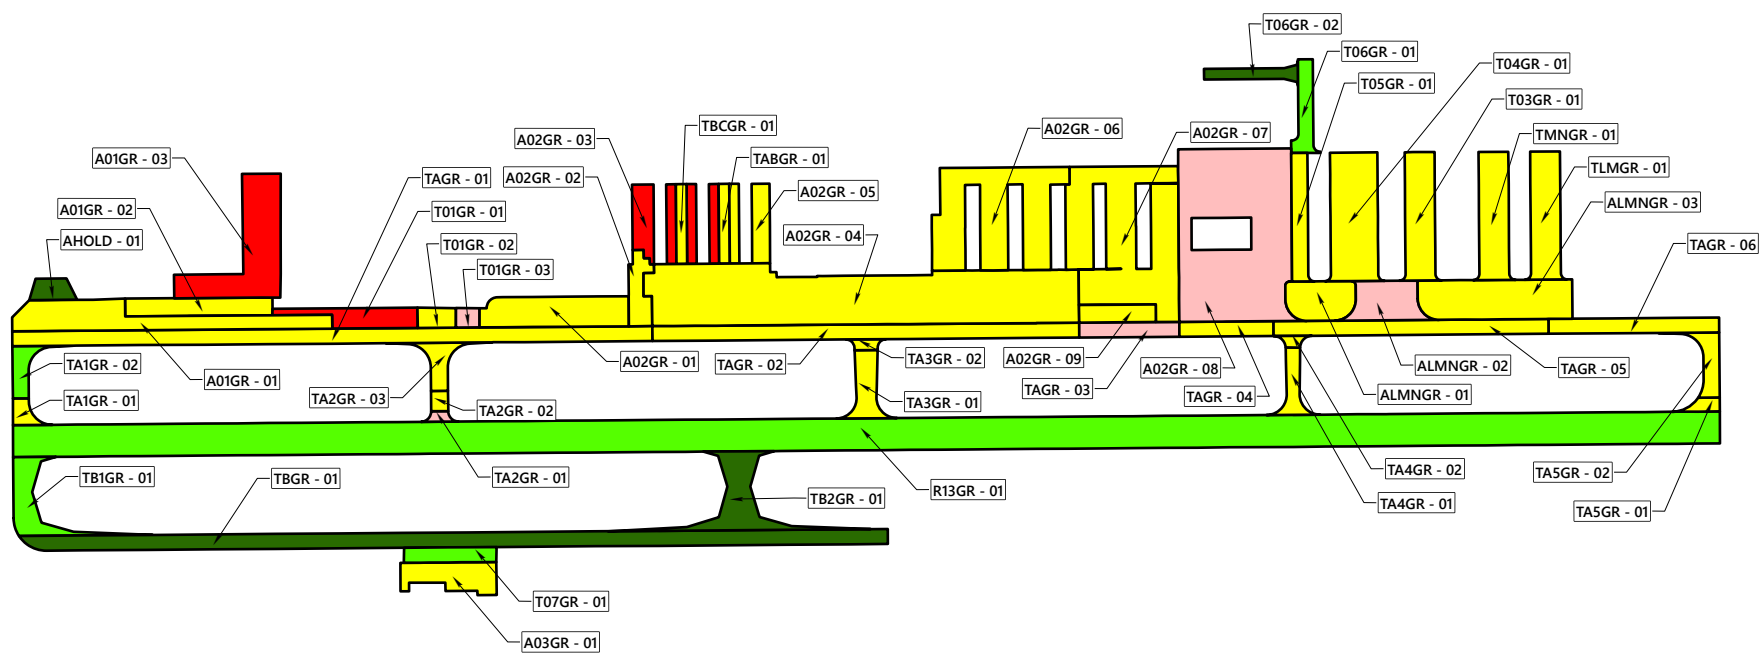 T06GR - 02
T06GR - 01
T04GR - 01
T05GR - 01
T03GR - 01
TBCGR - 01
A02GR - 06
A02GR - 07
TMNGR - 01
A02GR - 03
A01GR - 03
TABGR - 01
TLMGR - 01
TAGR - 01
A02GR - 02
A02GR - 05
ALMNGR - 03
A01GR - 02
T01GR - 01
A02GR - 04
AHOLD - 01
T01GR - 02
TAGR - 06
T01GR - 03
TA1GR - 02
A01GR - 01
A02GR - 01
TAGR - 02
TA3GR - 02
A02GR - 09
A02GR - 08
ALMNGR - 02
TAGR - 05
TAGR - 03
TAGR - 04
ALMNGR - 01
TA1GR - 01
TA2GR - 03
TA2GR - 02
TA3GR - 01
TB1GR - 01
TBGR - 01
TA2GR - 01
TB2GR - 01
R13GR - 01
TA4GR - 02
TA5GR - 02
TA4GR - 01
TA5GR - 01
T07GR - 01
A03GR - 01